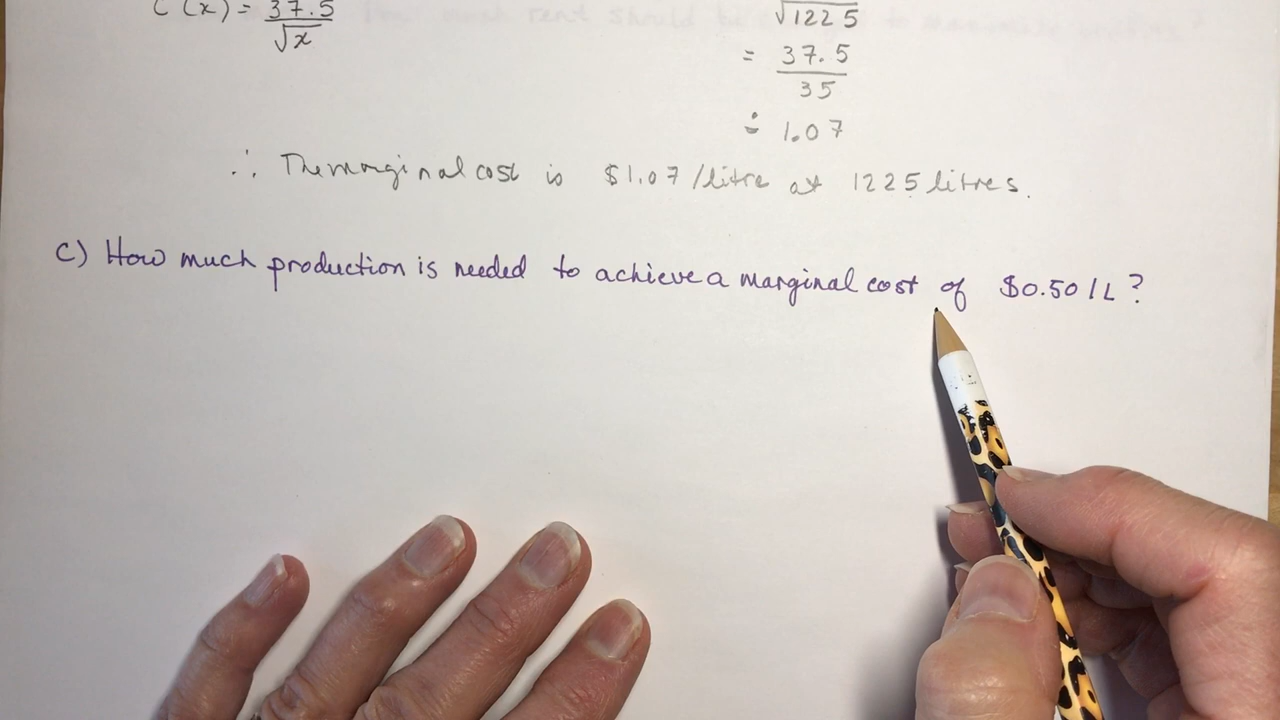 C'(x) = 37.5
√x
√1225
= 37.5
35
≐ 1.07
∴ The marginal cost is $1.07/litre at 1225 litres.
c) How much production is needed to achieve a marginal cost of $0.50/L?